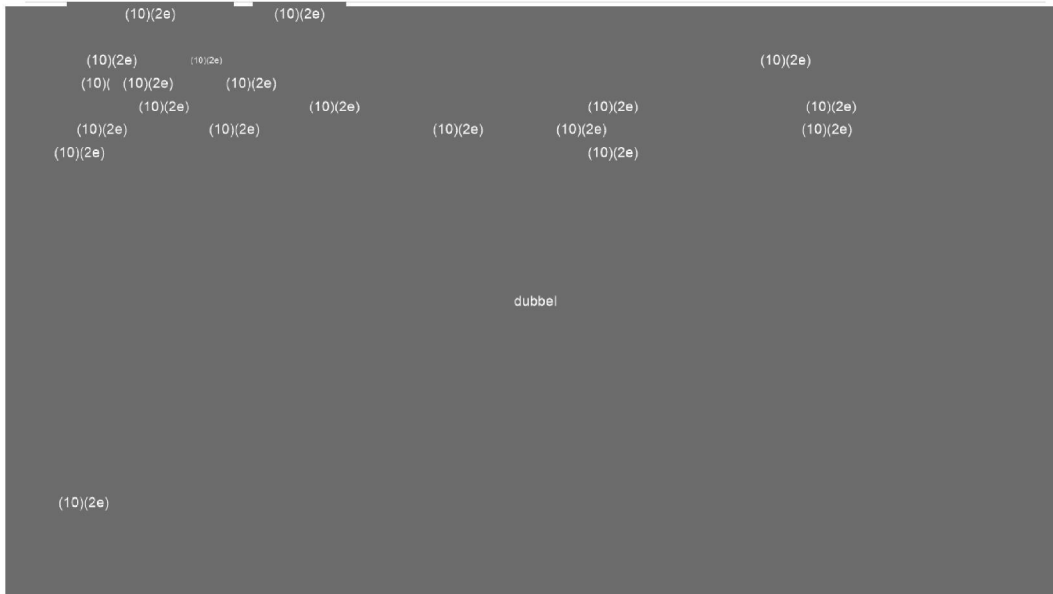 (10)(2e) (10)(2e)
(10)(2e) (10)(2e) (10)(2e)
(10)( (10)(2e) (10)(2e)
(10)(2e) (10)(2e) (10)(2e) (10)(2e)
(10)(2e) (10)(2e) (10)(2e) (10)(2e) (10)(2e)
(10)(2e) (10)(2e)
dubbel
(10)(2e)